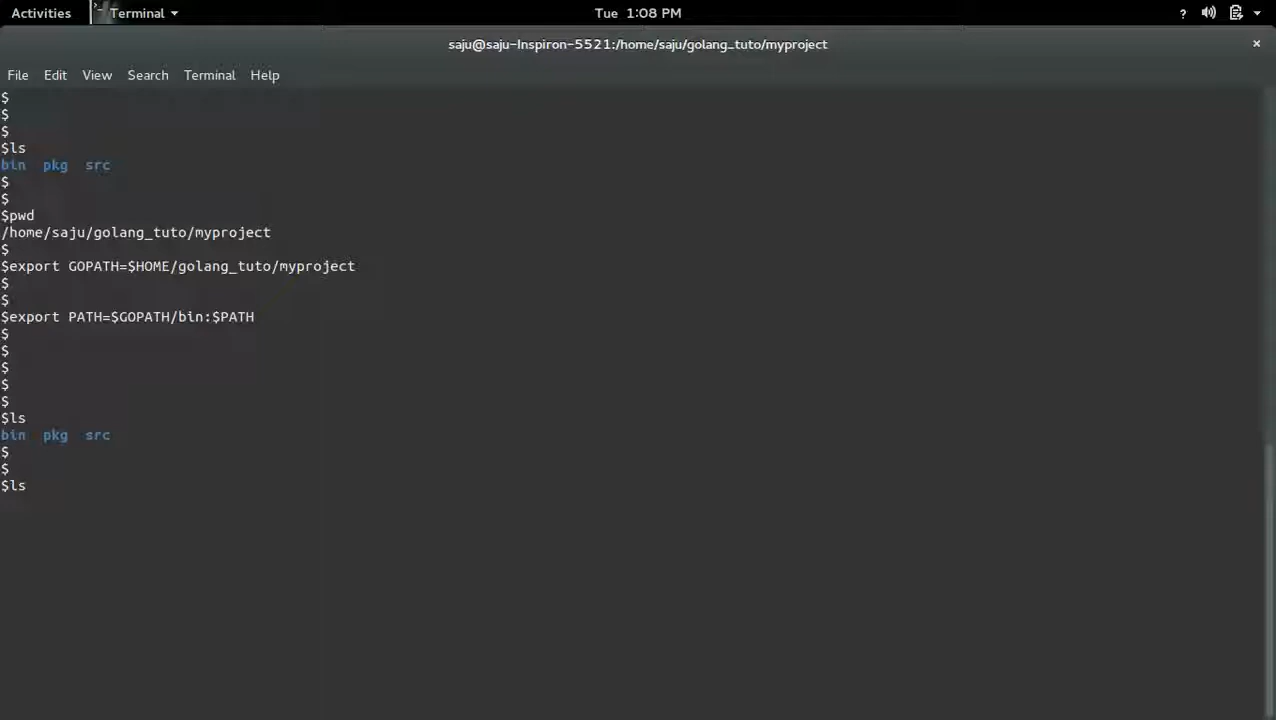 Activities Terminal Tue 1:08 PM ?
saju@saju-Inspiron-5521:/home/saju/golang_tuto/myproject ×
File Edit View Search Terminal Help
$
$
$
$ls
bin pkg src
$
$
$pwd
/home/saju/golang_tuto/myproject
$
$export GOPATH=$HOME/golang_tuto/myproject
$
$
$export PATH=$GOPATH/bin:$PATH
$
$
$
$
$
$ls
bin pkg src
$
$
$ls